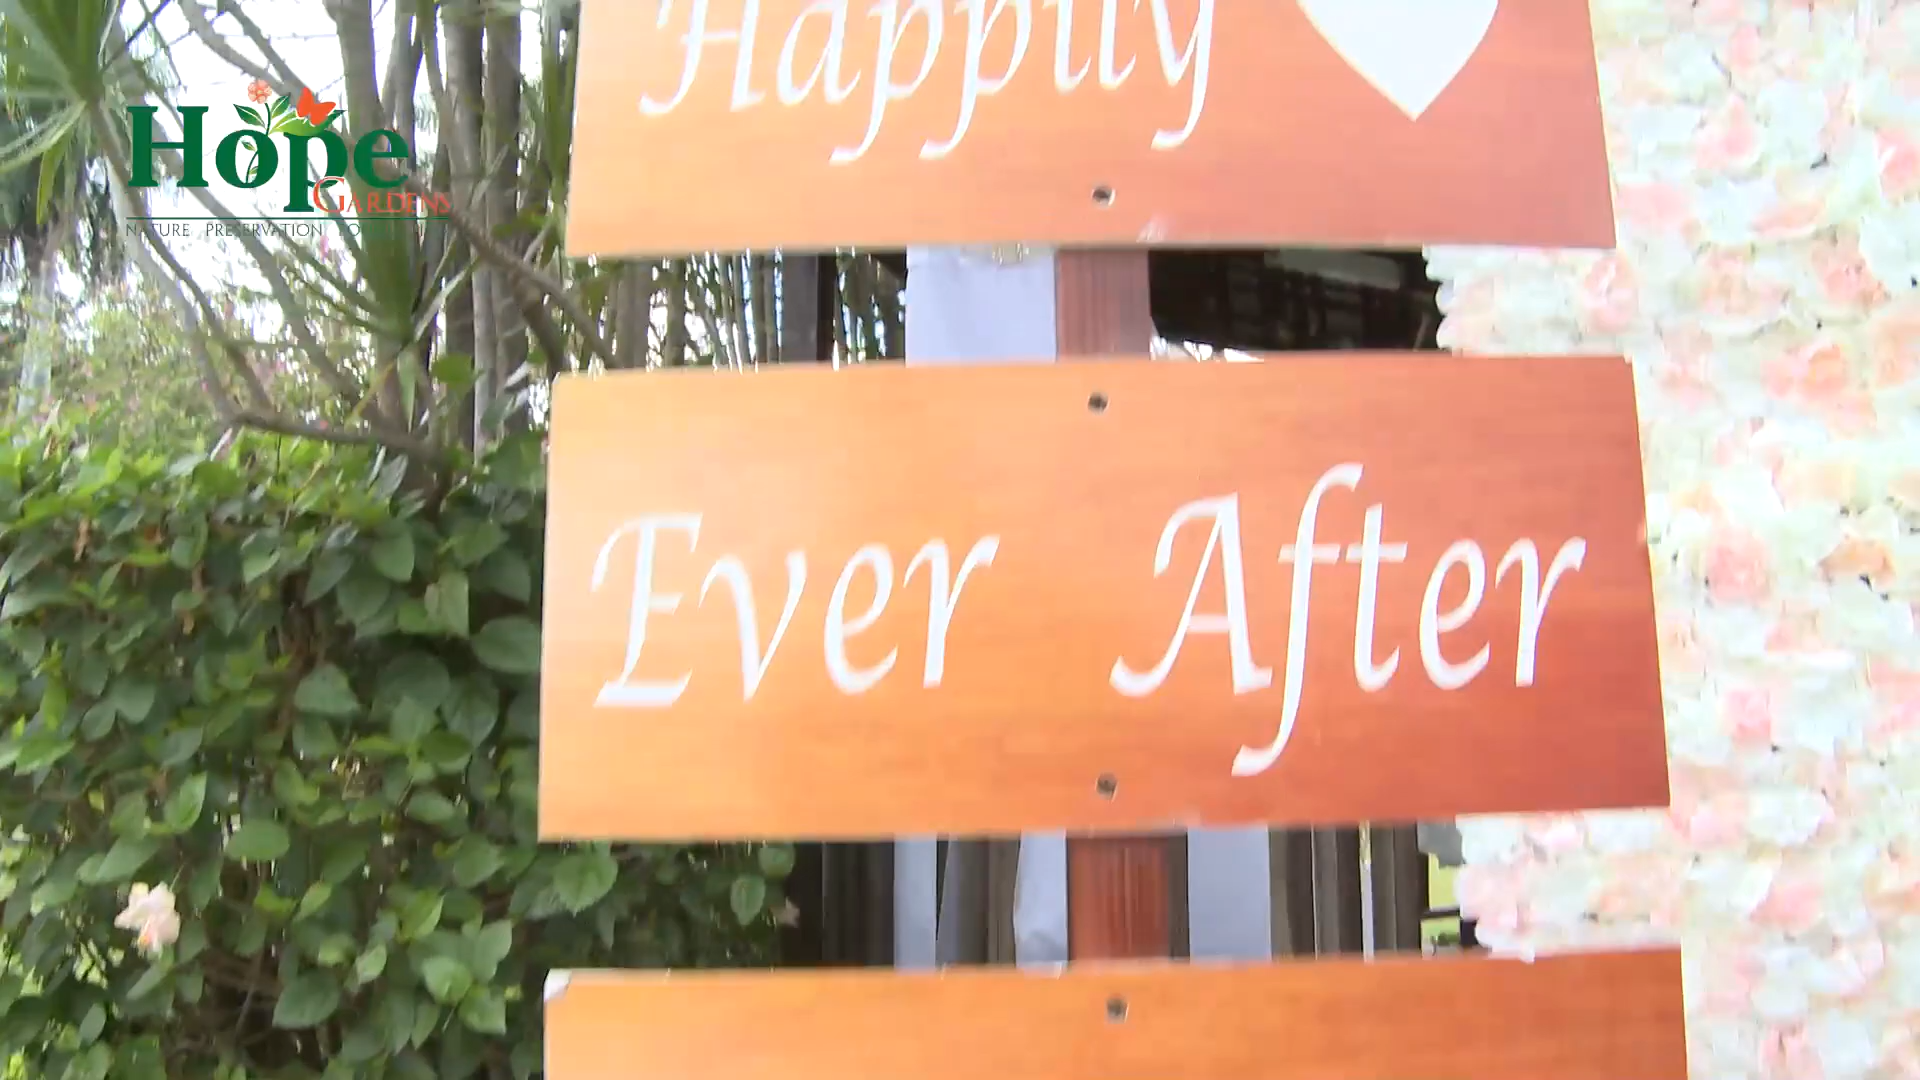 Happily
Hope
GARDENS
NATURE PRESERVATION
Ever After